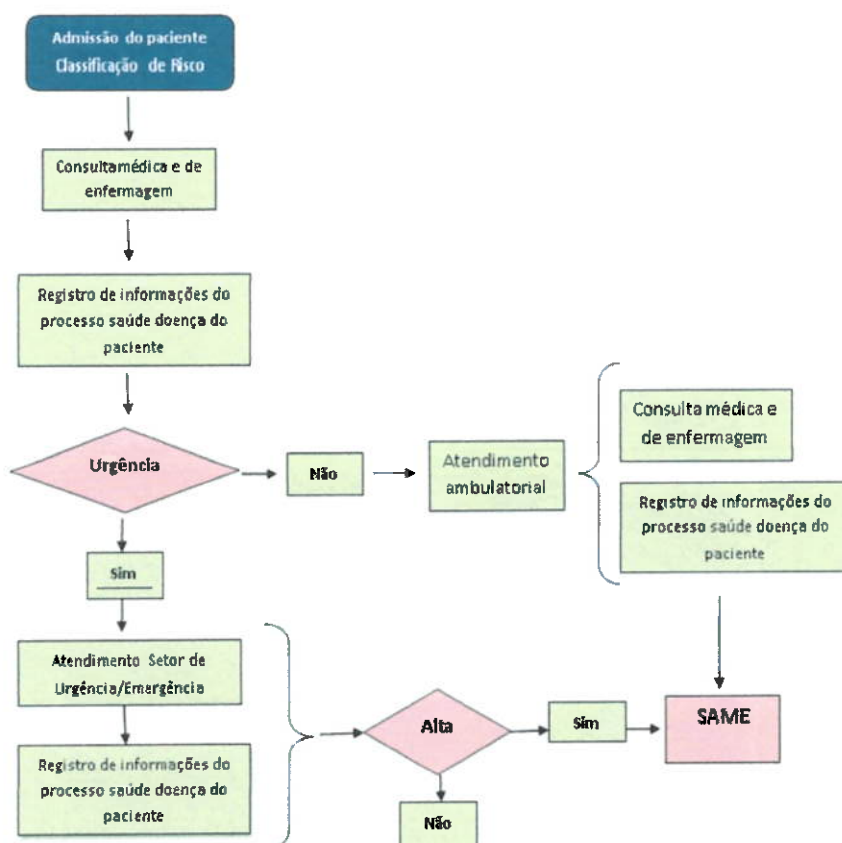 Admissão do paciente
Classificação de Risco
Consultamédica e de
enfermagem
Registro de informações do
processo saúde doença do
paciente
Urgência
Não
Atendimento
ambulatorial
Consulta médica e
de enfermagem
Registro de informações do
processo saúde doença do
paciente
Sim
Atendimento Setor de
Urgência/Emergência
Registro de informações do
processo saúde doença do
paciente
Alta
Sim
SAME
Não